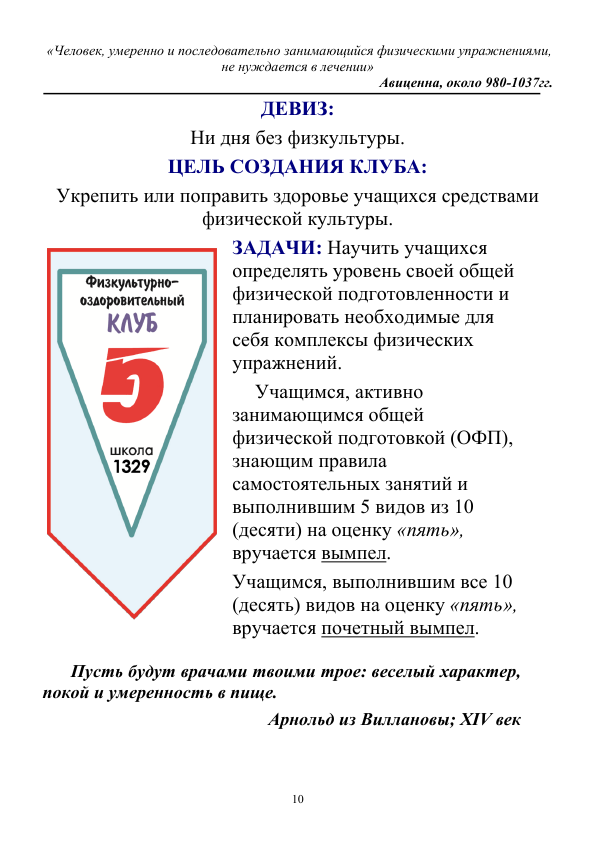 «Человек, умеренно и последовательно занимающийся физическими упражнениями,
не нуждается в лечении»
Авиценна, около 980-1037гг.
ДЕВИЗ:
Ни дня без физкультуры.
ЦЕЛЬ СОЗДАНИЯ КЛУБА:
Укрепить или поправить здоровье учащихся средствами
физической культуры.
Физкультурно-
оздоровительный
КЛУБ
5
школа
1329
ЗАДАЧИ: Научить учащихся
определять уровень своей общей
физической подготовленности и
планировать необходимые для
себя комплексы физических
упражнений.
Учащимся, активно
занимающимся общей
физической подготовкой (ОФП),
знающим правила
самостоятельных занятий и
выполнившим 5 видов из 10
(десяти) на оценку «пять»,
вручается вымпел.
Учащимся, выполнившим все 10
(десять) видов на оценку «пять»,
вручается почетный вымпел.
Пусть будут врачами твоими трое: веселый характер,
покой и умеренность в пище.
Арнольд из Виллановы; XIV век
10